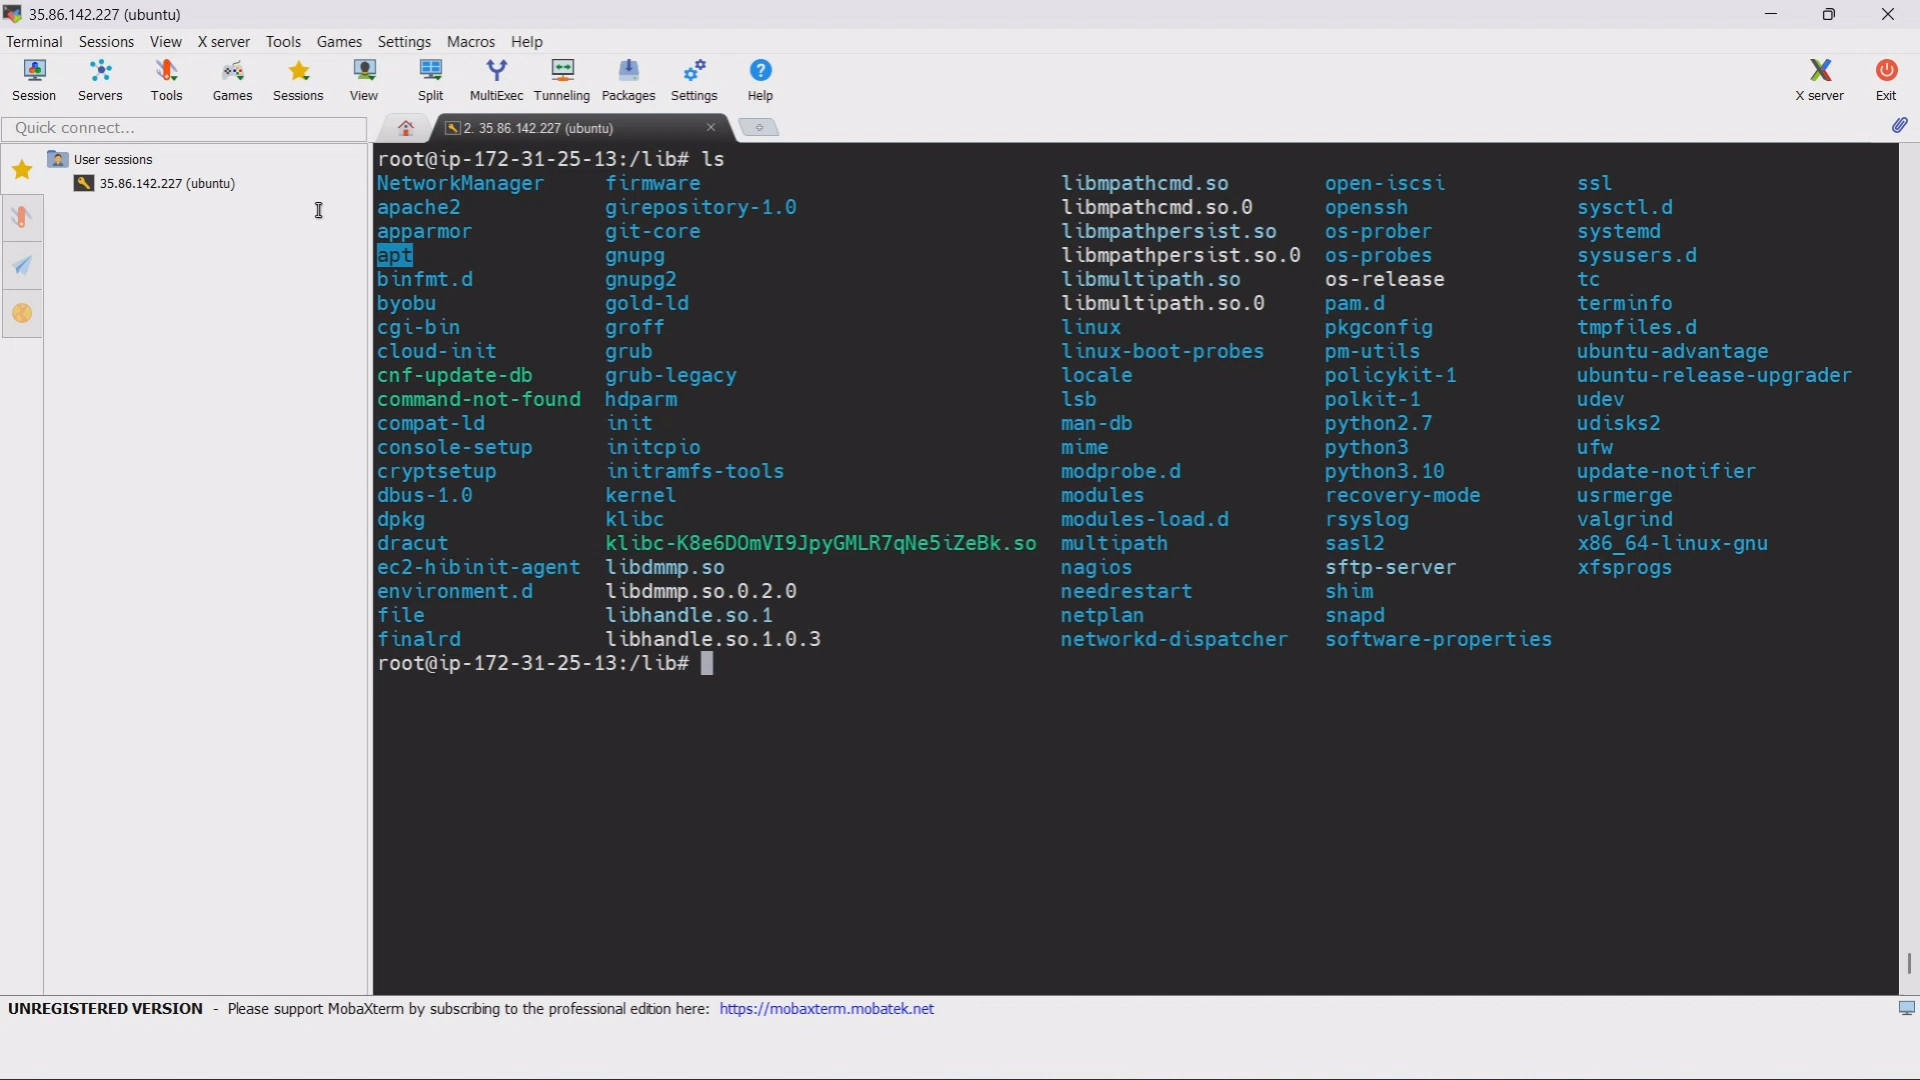 35.86.142.227 (ubuntu)
Terminal Sessions View X server Tools Games Settings Macros Help
Session Servers Tools Games Sessions View Split MultiExec Tunneling Packages Settings Help X server Exit
Quick connect... 2. 35.86.142.227 (ubuntu)
User sessions
35.86.142.227 (ubuntu)
root@ip-172-31-25-13:/lib# ls
NetworkManager firmware libmpathcmd.so open-iscsi ssl
apache2 girepository-1.0 libmpathcmd.so.0 openssh sysctl.d
apparmor git-core libmpathpersist.so os-prober systemd
apt gnupg libmpathpersist.so.0 os-probes sysusers.d
binfmt.d gnupg2 libmultipath.so os-release tc
byobu gold-ld libmultipath.so.0 pam.d terminfo
cgi-bin groff linux pkgconfig tmpfiles.d
cloud-init grub linux-boot-probes pm-utils ubuntu-advantage
cnf-update-db grub-legacy locale policykit-1 ubuntu-release-upgrader
command-not-found hdparm lsb polkit-1 udev
compat-ld init man-db python2.7 udisks2
console-setup initcpio mime python3 ufw
cryptsetup initramfs-tools modprobe.d python3.10 update-notifier
dbus-1.0 kernel modules recovery-mode usrmerge
dpkg klibc modules-load.d rsyslog valgrind
dracut klibc-K8e6DOmVI9JpyGMLR7qNe5iZeBk.so multipath sasl2 x86_64-linux-gnu
ec2-hibinit-agent libdmmp.so nagios sftp-server xfsprogs
environment.d libdmmp.so.0.2.0 needrestart shim
file libhandle.so.1 netplan snapd
finalrd libhandle.so.1.0.3 networkd-dispatcher software-properties
root@ip-172-31-25-13:/lib#
UNREGISTERED VERSION - Please support MobaXterm by subscribing to the professional edition here: https://mobaxterm.mobatek.net